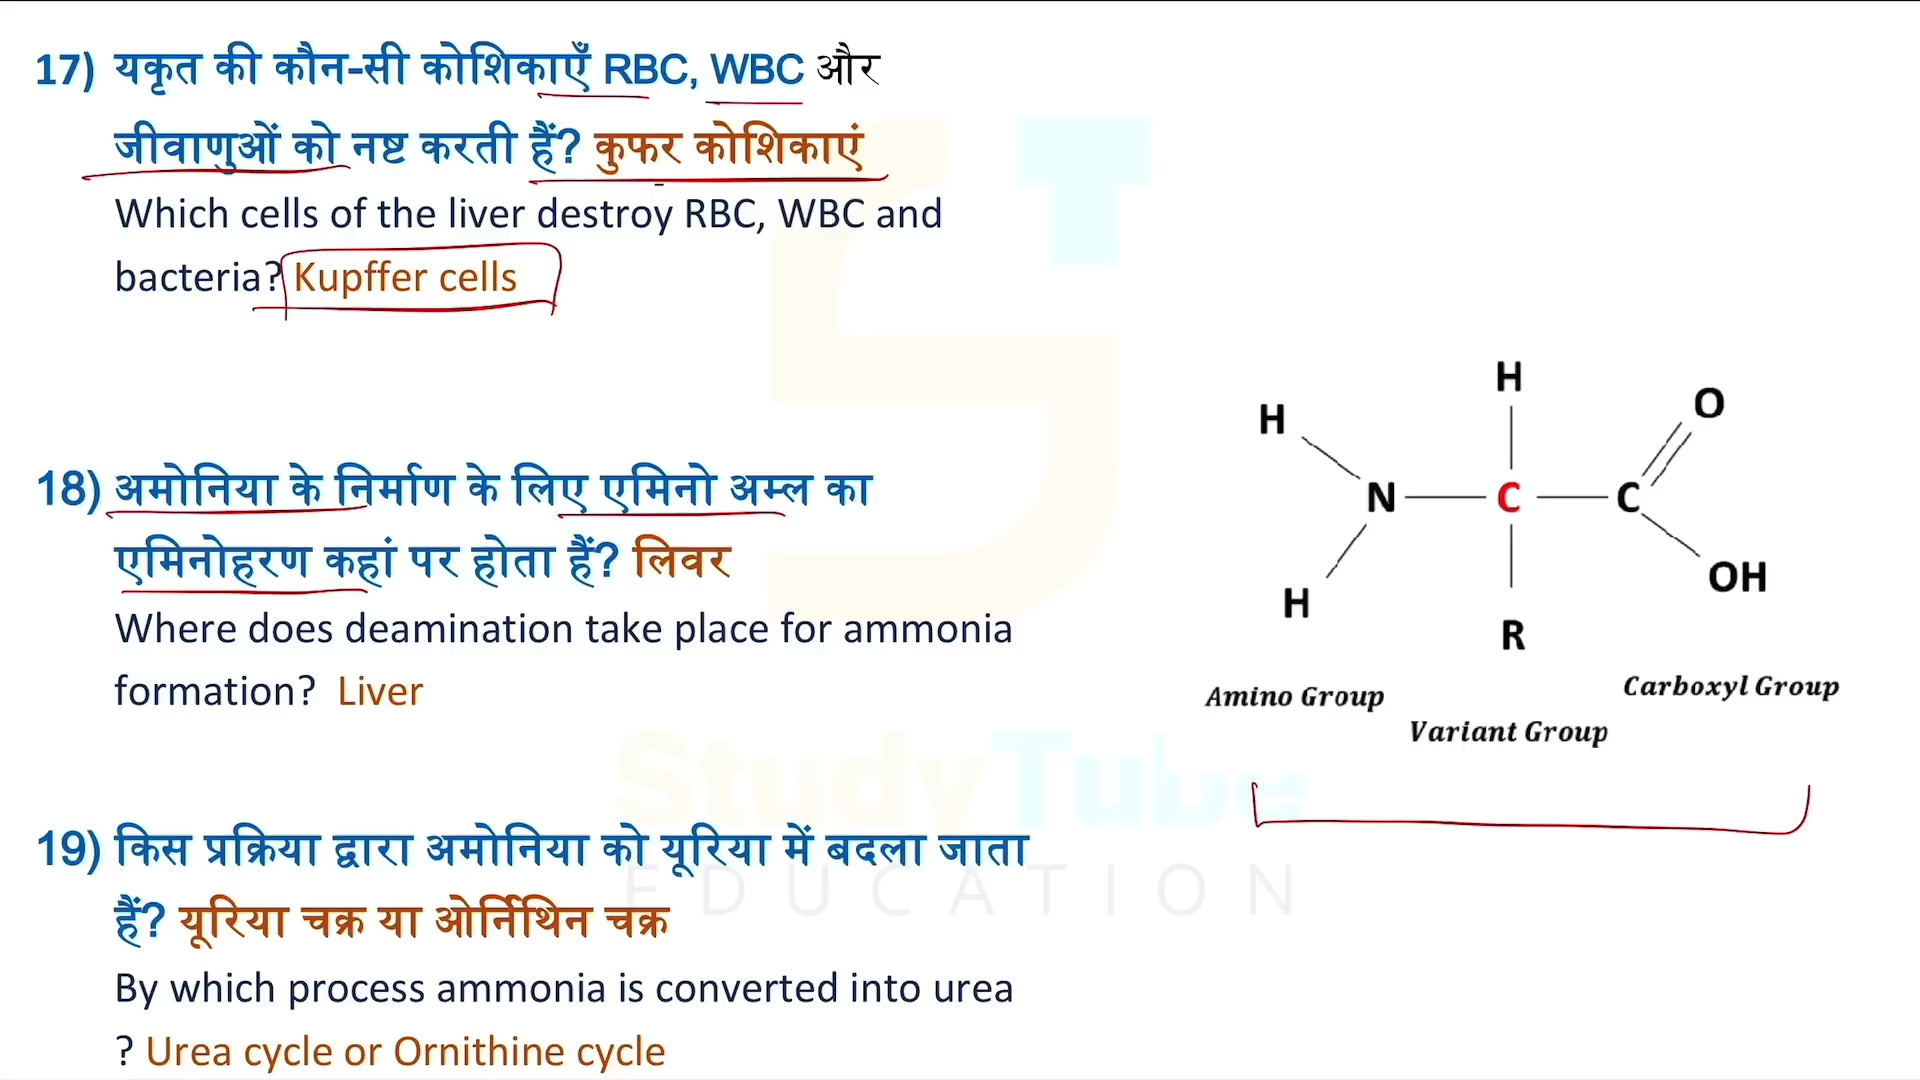 17) यकृत की कौन-सी कोशिकाएँ RBC, WBC और
जीवाणुओं को नष्ट करती हैं? कुफर कोशिकाएं
Which cells of the liver destroy RBC, WBC and
bacteria? Kupffer cells
18) अमोनिया के निर्माण के लिए एमिनो अम्ल का
एमिनोहरण कहां पर होता हैं? लिवर
Where does deamination take place for ammonia
formation? Liver
19) किस प्रक्रिया द्वारा अमोनिया को यूरिया में बदला जाता
हैं? यूरिया चक्र या ओर्निथिन चक्र
By which process ammonia is converted into urea
? Urea cycle or Ornithine cycle
H
H O
N C C
H OH
R
Amino Group
Variant Group
Carboxyl Group
StudyTube
EDUCATION